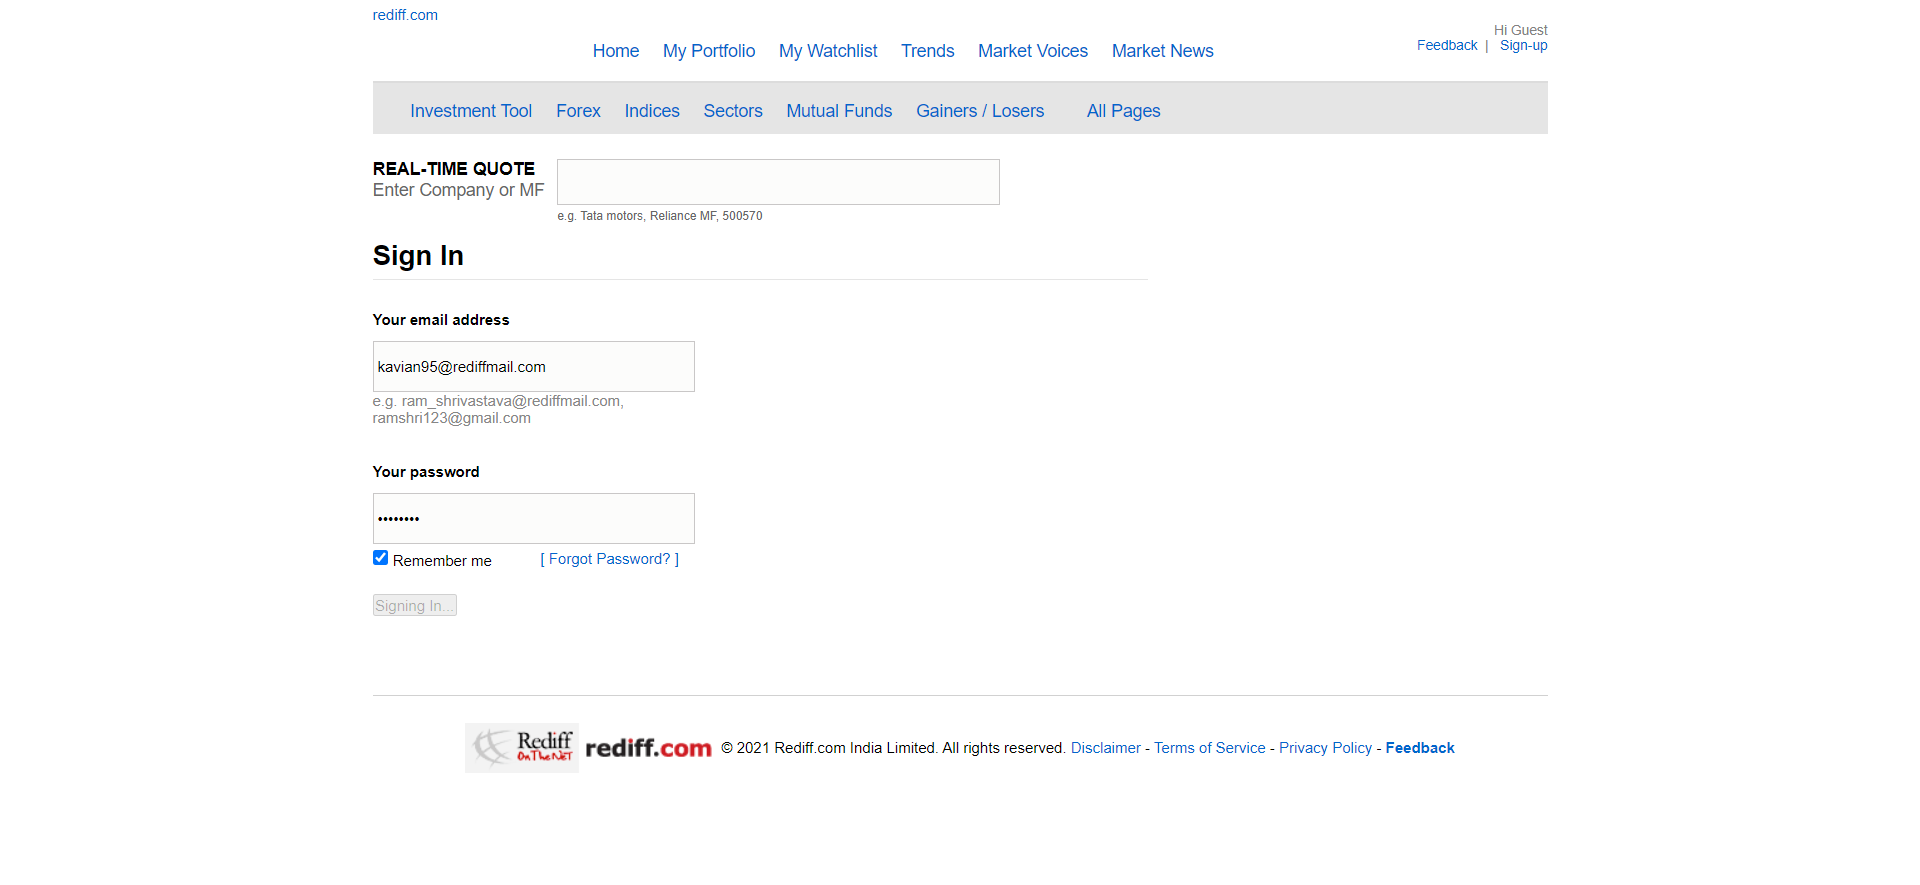 rediff.com
Hi Guest
Feedback | Sign-up
Home My Portfolio My Watchlist Trends Market Voices Market News
Investment Tool Forex Indices Sectors Mutual Funds Gainers / Losers All Pages
REAL-TIME QUOTE
Enter Company or MF
e.g. Tata motors, Reliance MF, 500570
Sign In
Your email address
kavian95@rediffmail.com
e.g. ram_shrivastava@rediffmail.com,
ramshri123@gmail.com
Your password
••••••••
Remember me [ Forgot Password? ]
Signing In...
Rediff
On The NET
rediff.com © 2021 Rediff.com India Limited. All rights reserved. Disclaimer - Terms of Service - Privacy Policy - Feedback